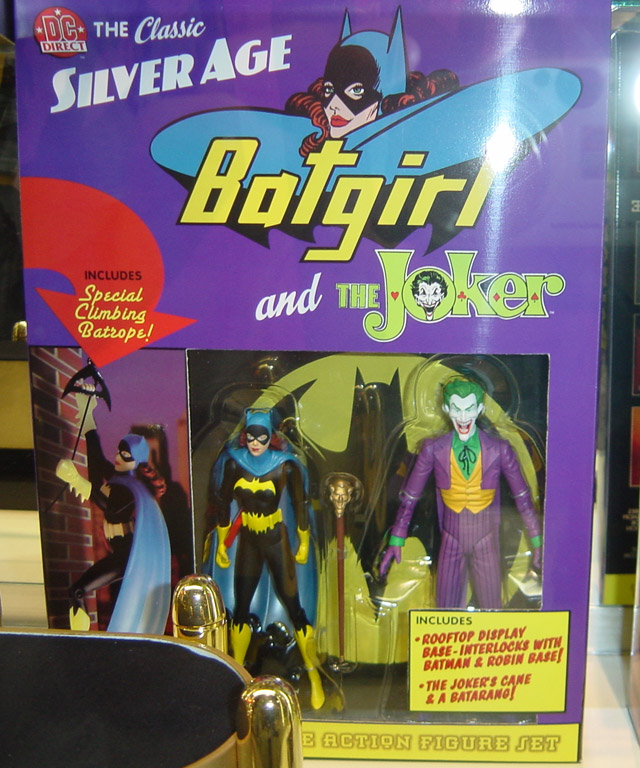 DC
DIRECT
THE Classic
SILVER AGE
Batgirl
and THE Joker
INCLUDES
Special
Climbing
Batrope!
INCLUDES
• ROOFTOP DISPLAY
BASE-INTERLOCKS WITH
BATMAN & ROBIN BASE!
• THE JOKER'S CANE
& A BATARANG!
ACTION FIGURE SET